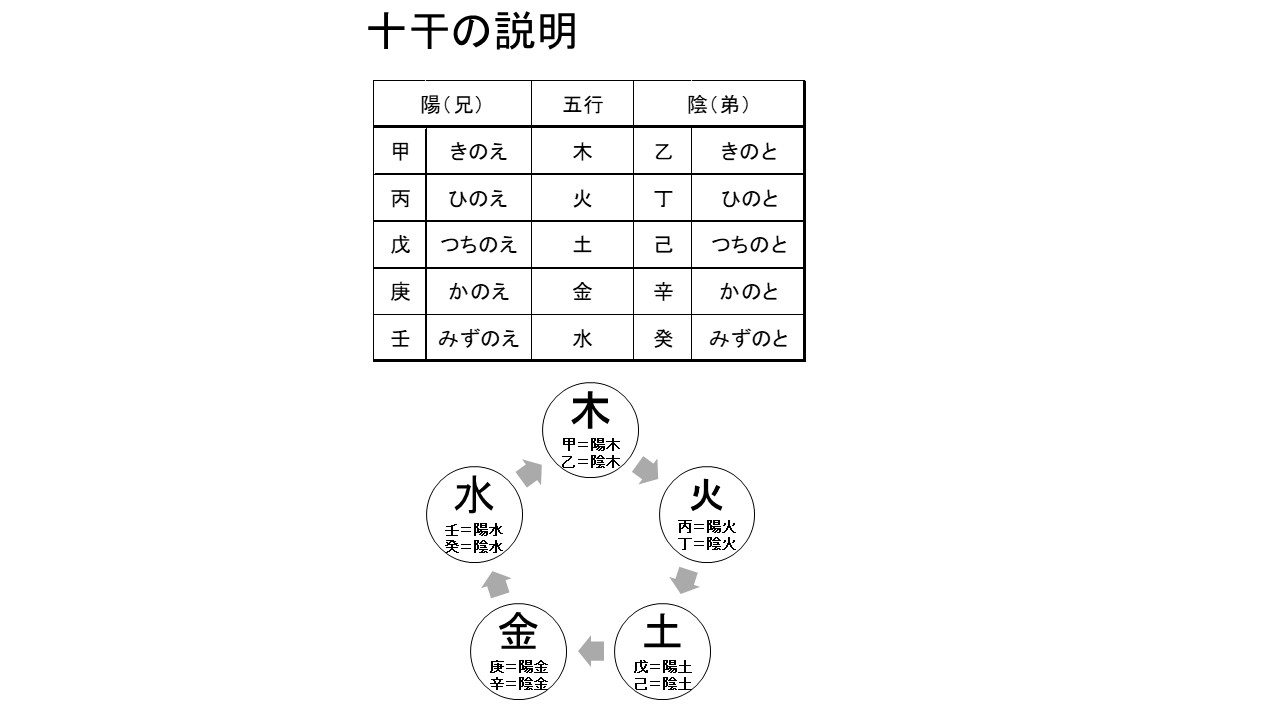 十干の説明
陽（兄） 五行 陰（弟）
甲 きのえ 木 乙 きのと
丙 ひのえ 火 丁 ひのと
戊 つちのえ 土 己 つちのと
庚 かのえ 金 辛 かのと
壬 みずのえ 水 癸 みずのと
木
甲＝陽木
乙＝陰木
火
丙＝陽火
丁＝陰火
土
戊＝陽土
己＝陰土
金
庚＝陽金
辛＝陰金
水
壬＝陽水
癸＝陰水